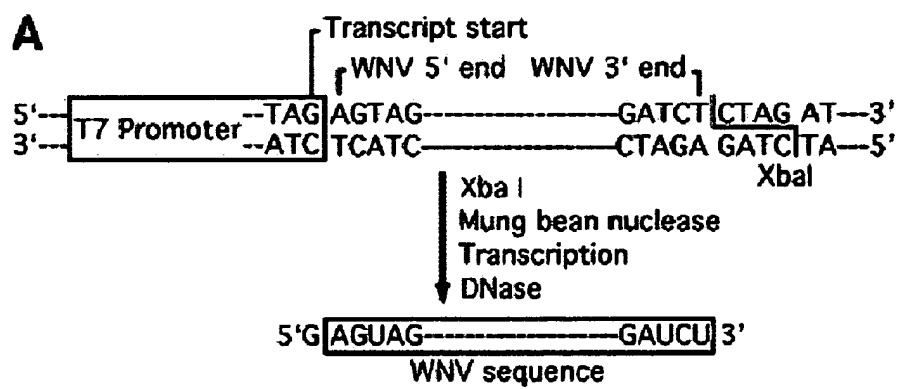 A
Transcript start
WNV 5' end WNV 3' end
5'---TAG AGTAG---------------GATCT CTAG AT---3'
T7 Promoter
3'---ATC TCATC---------------CTAGA GATC TA---5'
XbaI
Xba I
Mung bean nuclease
Transcription
DNase
5'G AGUAG---------------GAUCU 3'
WNV sequence